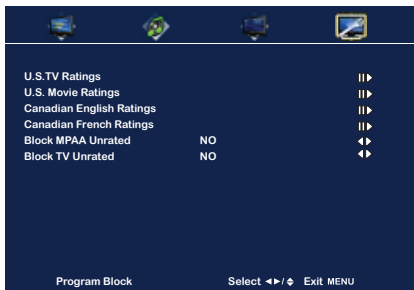 U.S.TV Ratings
U.S. Movie Ratings
Canadian English Ratings
Canadian French Ratings
Block MPAA Unrated NO
Block TV Unrated NO
Program Block Select ◄►/◆ Exit MENU